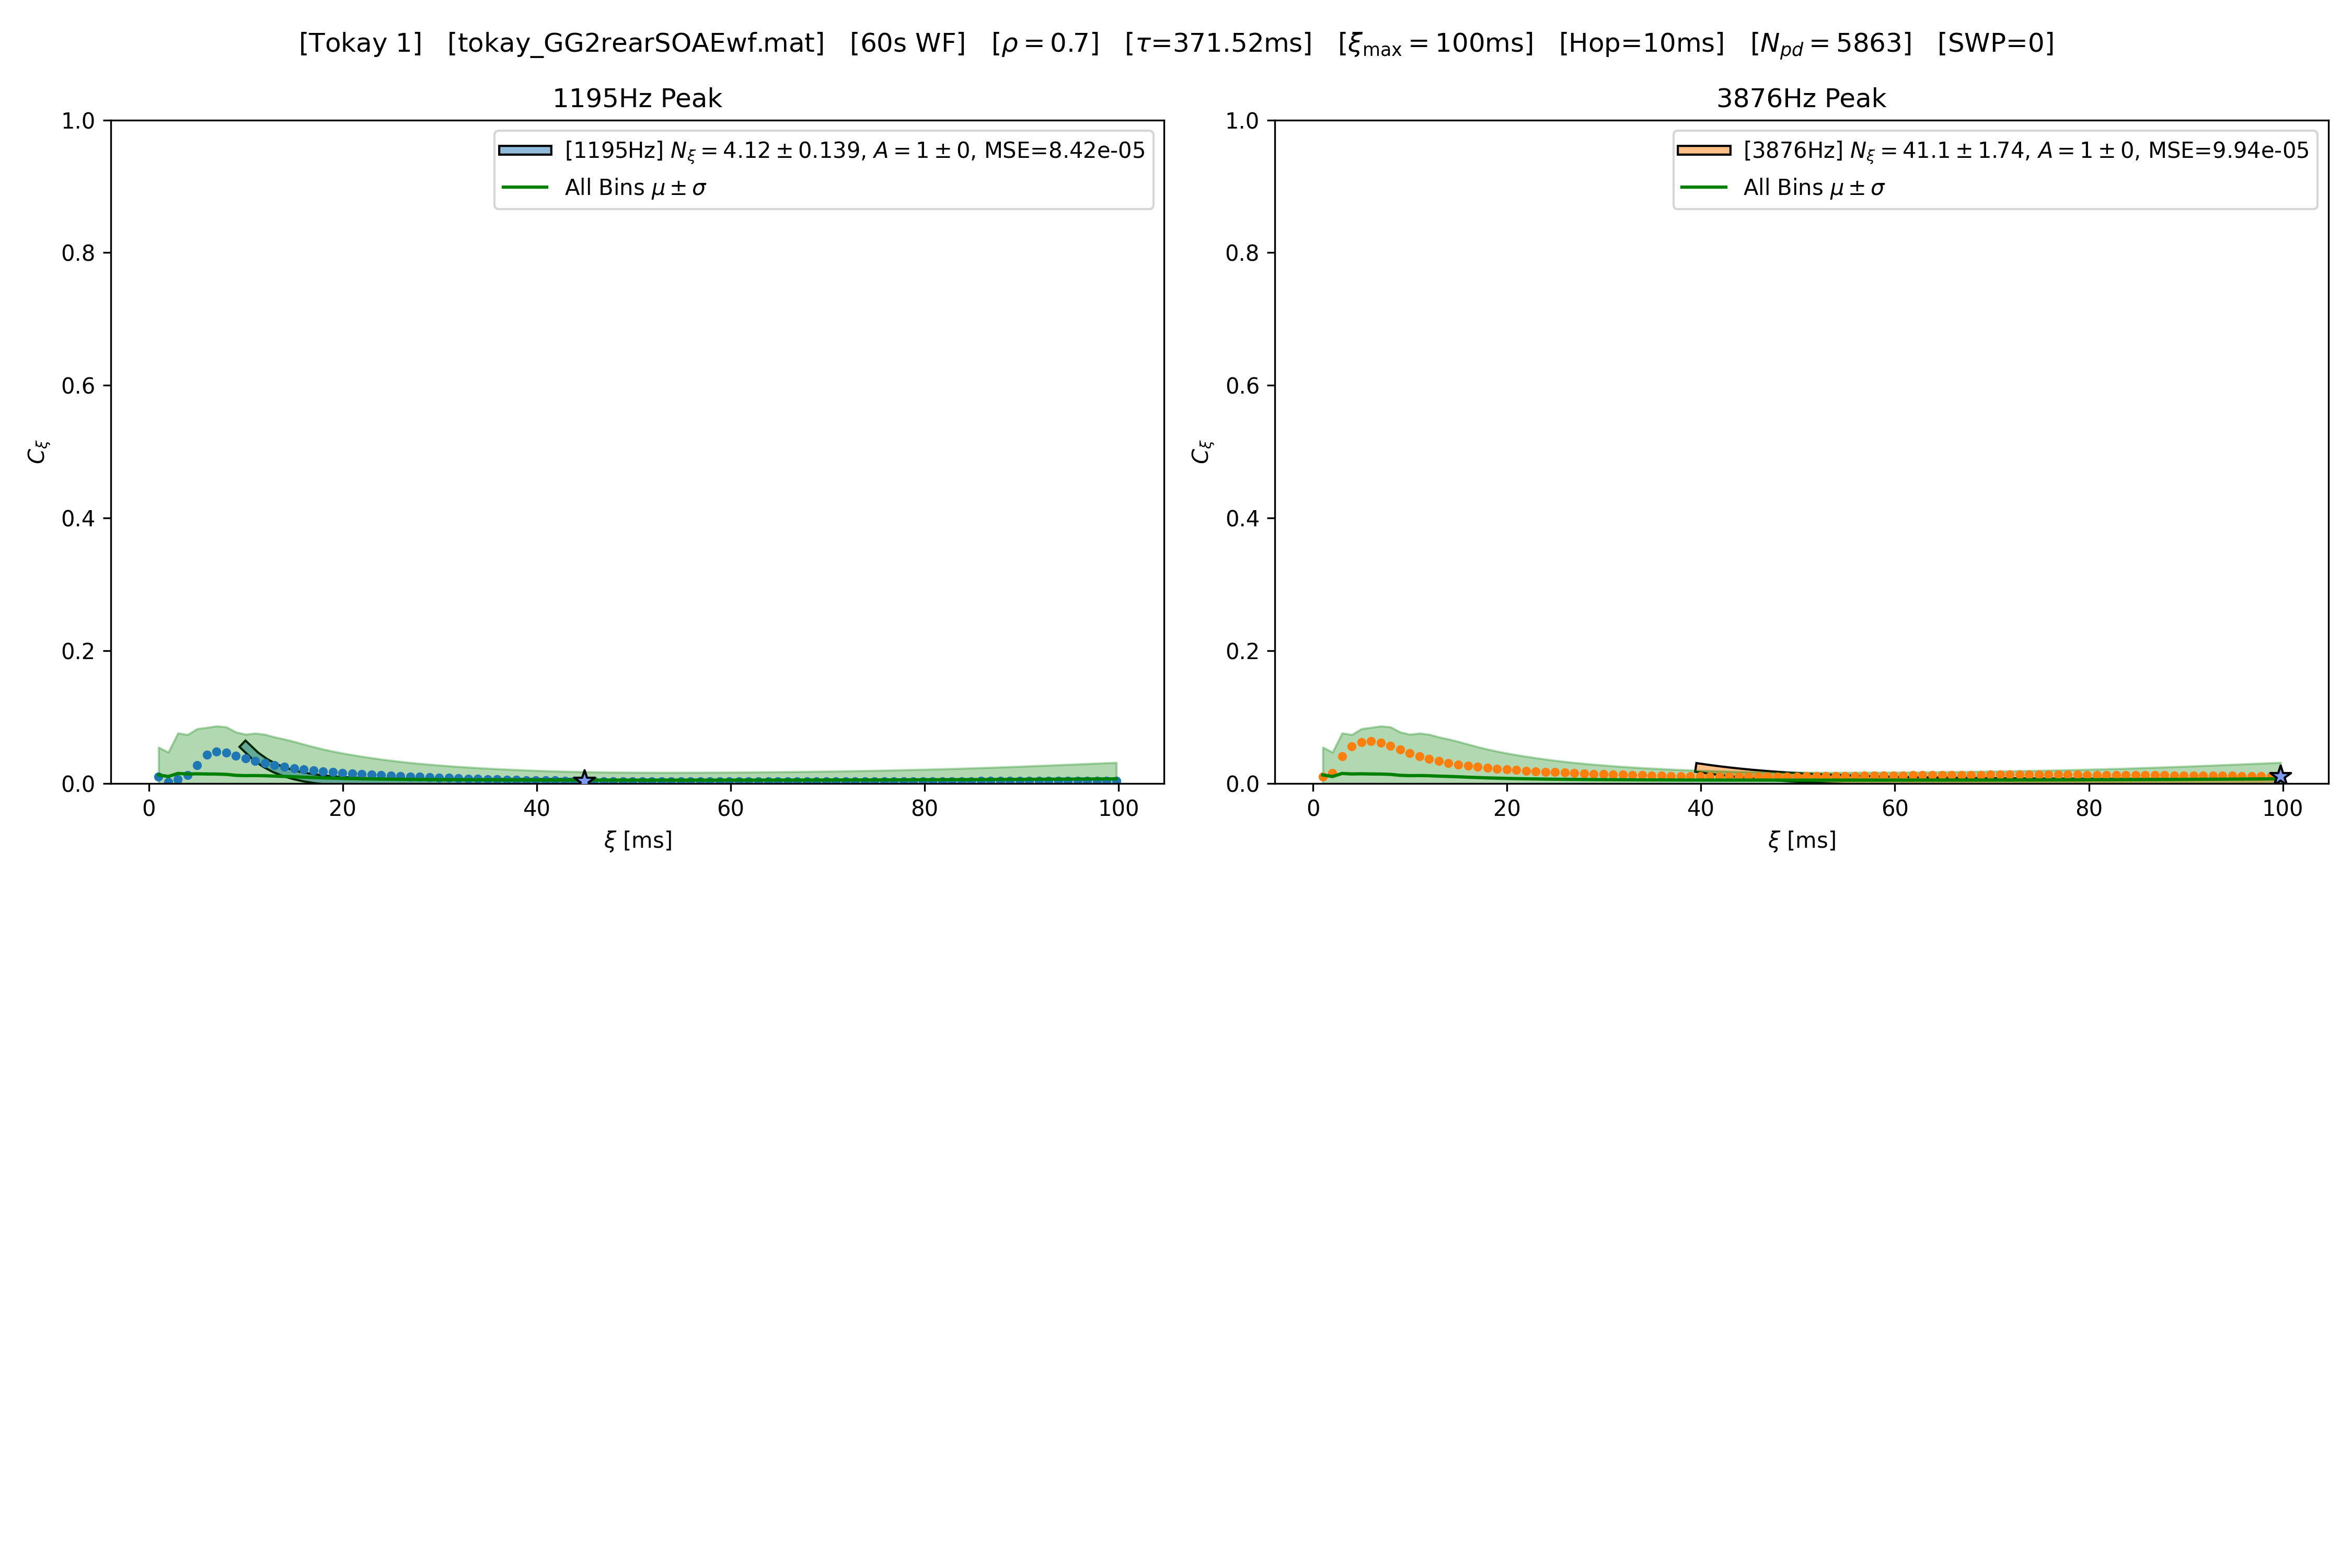 [Tokay 1] [tokay_GG2rearSOAEwf.mat] [60s WF] [ρ = 0.7] [τ=371.52ms] [ξmax = 100ms] [Hop=10ms] [Npd = 5863] [SWP=0]
1195Hz Peak
1.0
0.8
0.6
0.4
0.2
0.0
Cξ
[1195Hz] Nξ = 4.12 ± 0.139, A = 1 ± 0, MSE=8.42e-05
All Bins μ ± σ
0 20 40 60 80 100
ξ [ms]
3876Hz Peak
1.0
0.8
0.6
0.4
0.2
0.0
Cξ
[3876Hz] Nξ = 41.1 ± 1.74, A = 1 ± 0, MSE=9.94e-05
All Bins μ ± σ
0 20 40 60 80 100
ξ [ms]